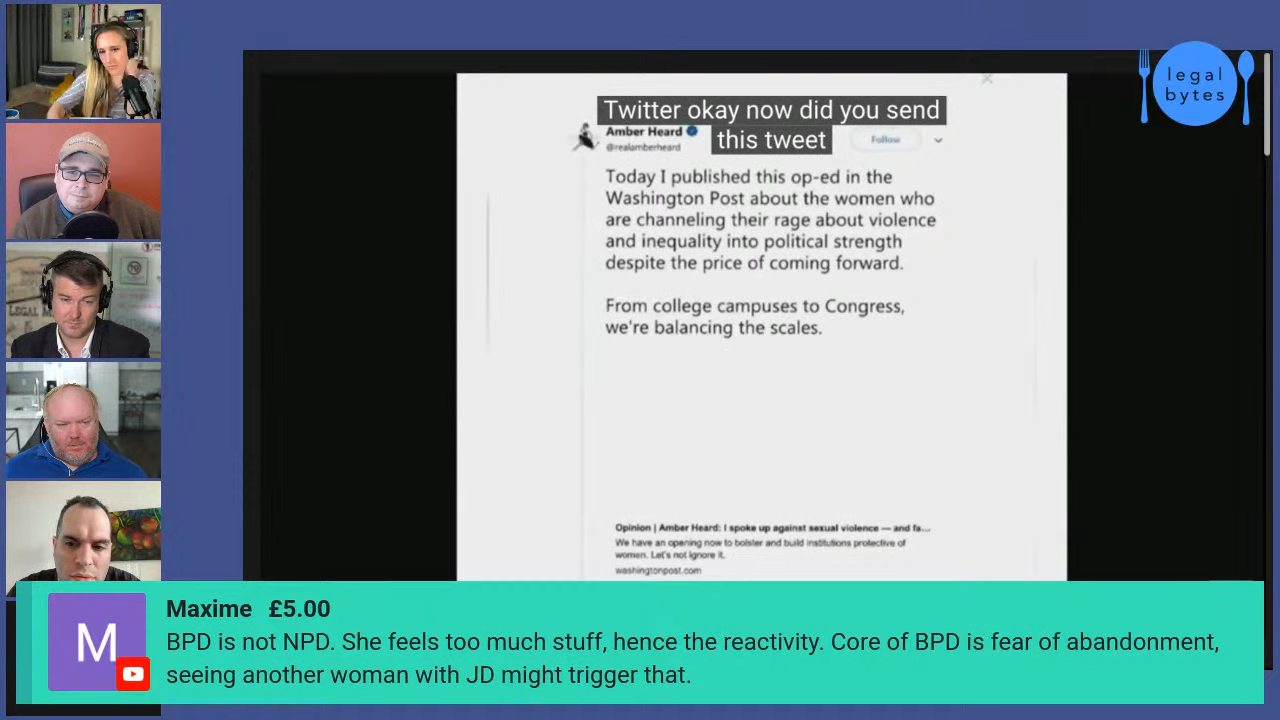 legal
bytes
Twitter okay now did you send
this tweet
Amber Heard
@realamberheard
Follow
Today I published this op-ed in the
Washington Post about the women who
are channeling their rage about violence
and inequality into political strength
despite the price of coming forward.
From college campuses to Congress,
we're balancing the scales.
Opinion | Amber Heard: I spoke up against sexual violence — and fa...
We have an opening now to bolster and build institutions protective of
women. Let's not ignore it.
washingtonpost.com
M
Maxime £5.00
BPD is not NPD. She feels too much stuff, hence the reactivity. Core of BPD is fear of abandonment,
seeing another woman with JD might trigger that.